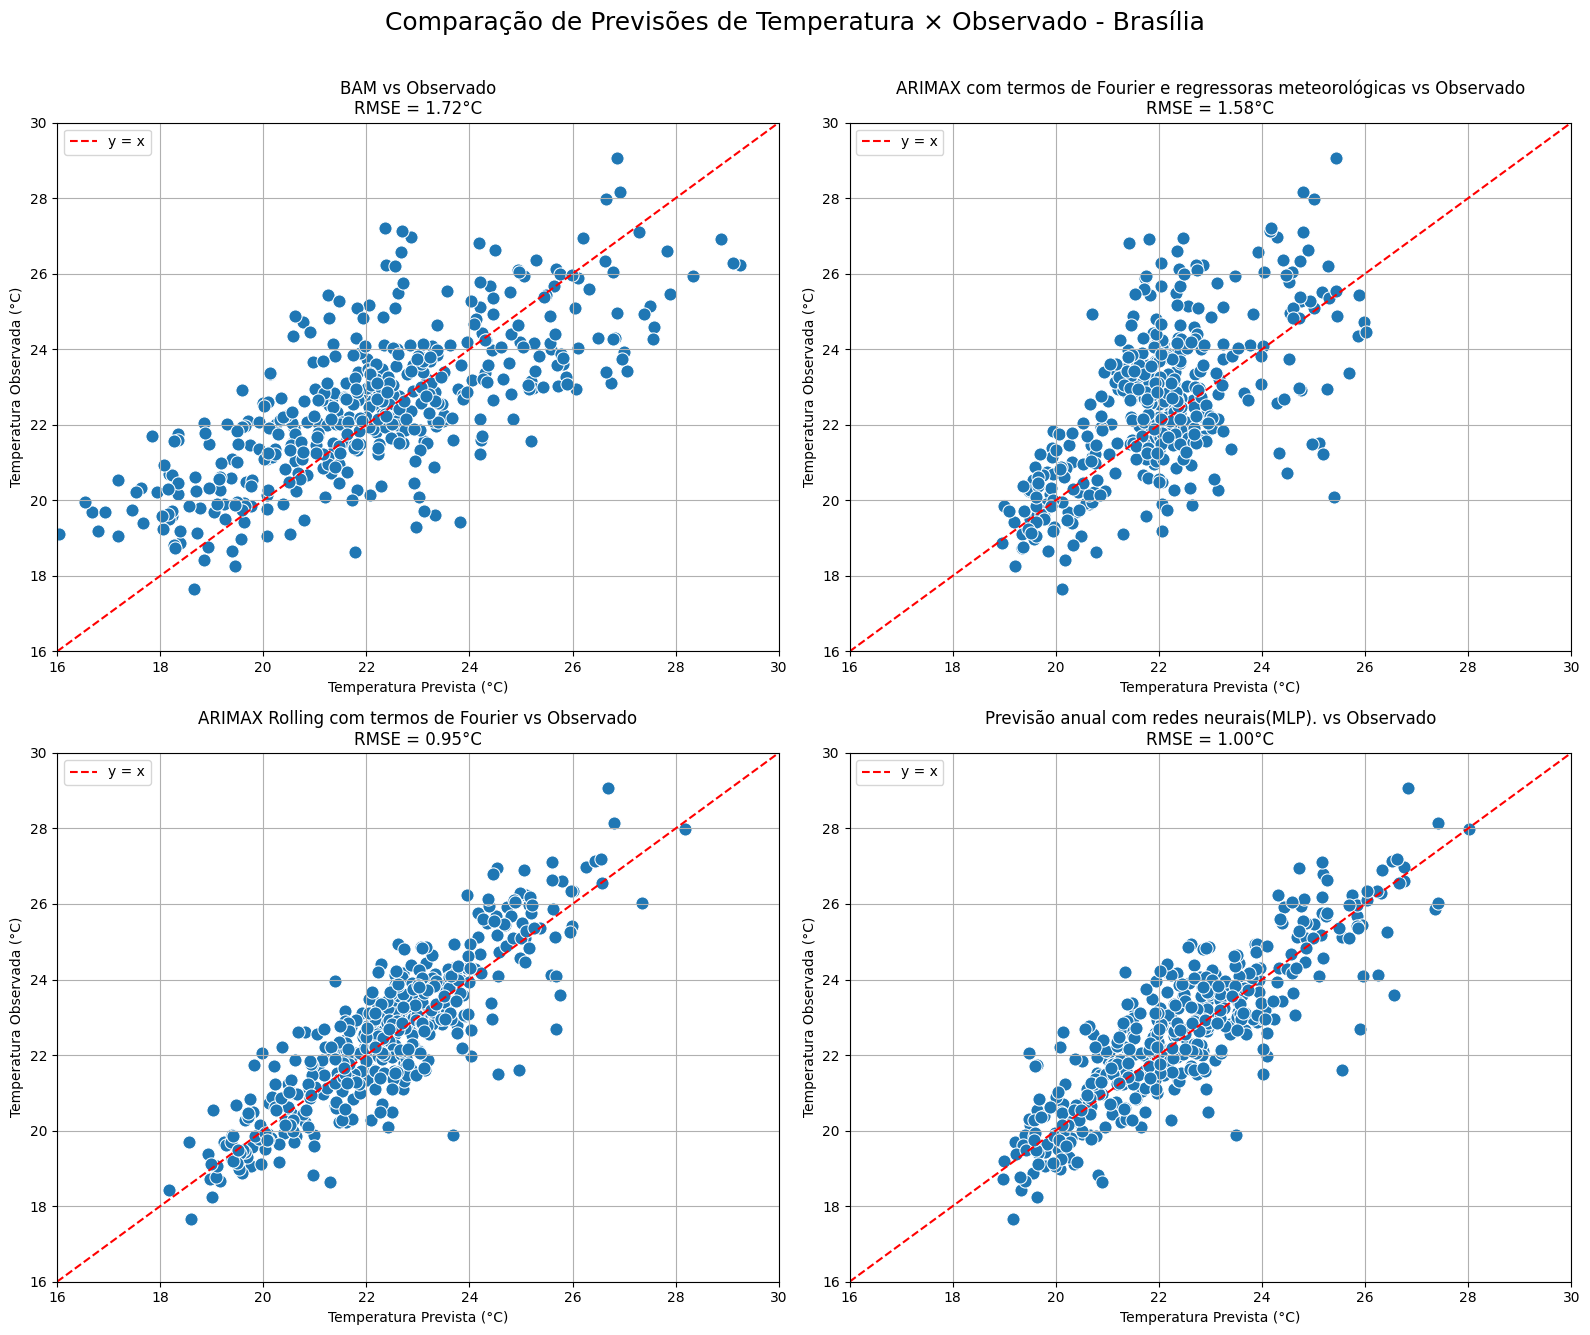 Comparação de Previsões de Temperatura × Observado - Brasília
BAM vs Observado
RMSE = 1.72°C
y = x
30
28
26
24
22
20
18
16
Temperatura Observada (°C)
16 18 20 22 24 26 28 30
Temperatura Prevista (°C)
ARIMAX com termos de Fourier e regressoras meteorológicas vs Observado
RMSE = 1.58°C
y = x
30
28
26
24
22
20
18
16
Temperatura Observada (°C)
16 18 20 22 24 26 28 30
Temperatura Prevista (°C)
ARIMAX Rolling com termos de Fourier vs Observado
RMSE = 0.95°C
y = x
30
28
26
24
22
20
18
16
Temperatura Observada (°C)
16 18 20 22 24 26 28 30
Temperatura Prevista (°C)
Previsão anual com redes neurais(MLP). vs Observado
RMSE = 1.00°C
y = x
30
28
26
24
22
20
18
16
Temperatura Observada (°C)
16 18 20 22 24 26 28 30
Temperatura Prevista (°C)